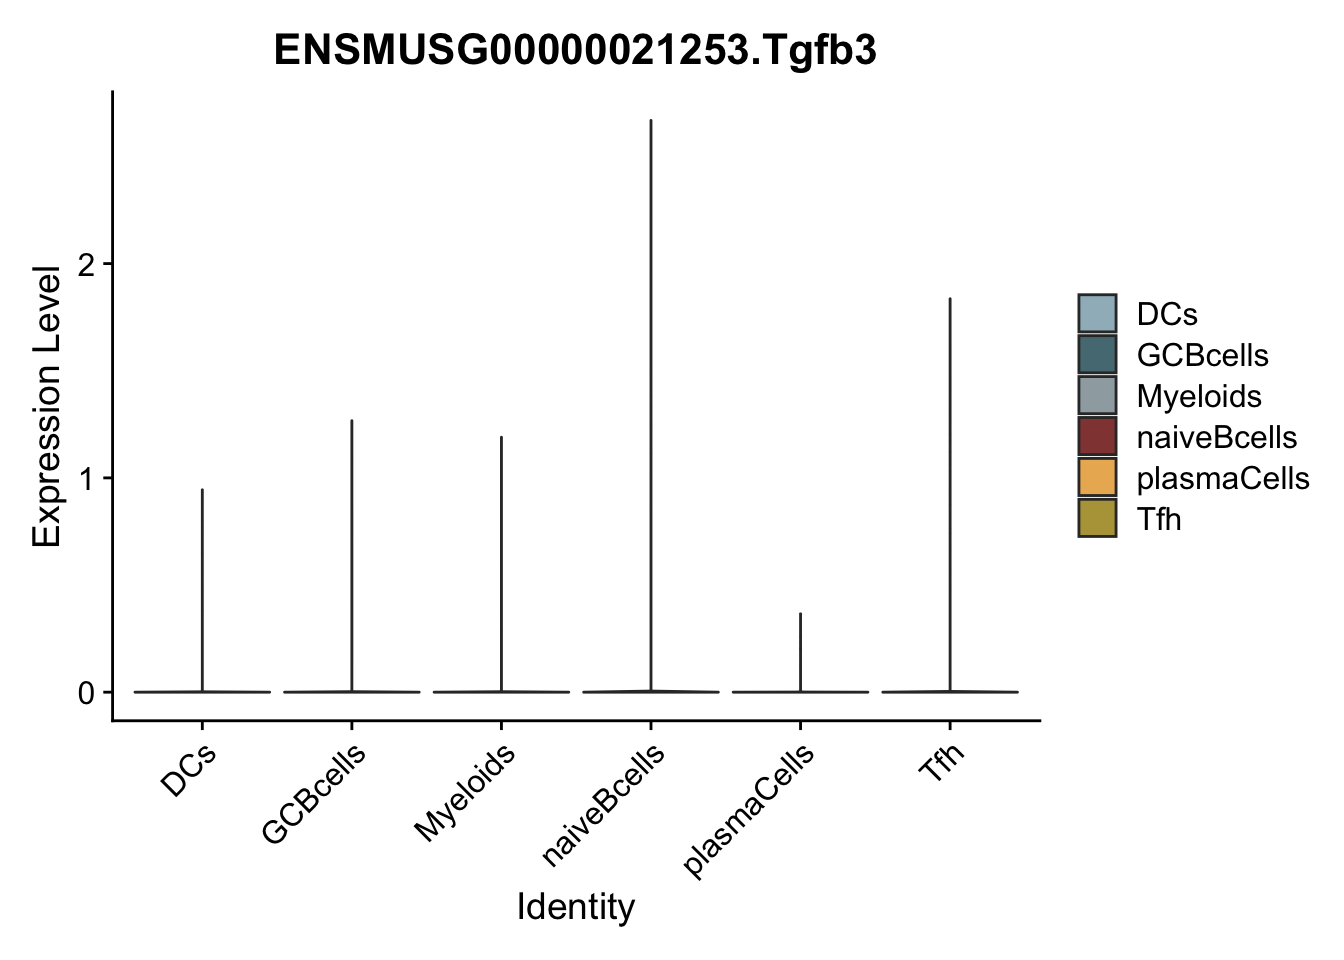 ENSMUSG00000021253.Tgfb3
Expression Level
2
1
0
DCs
GCBcells
Myeloids
naiveBcells
plasmaCells
Tfh
Identity
DCs
GCBcells
Myeloids
naiveBcells
plasmaCells
Tfh